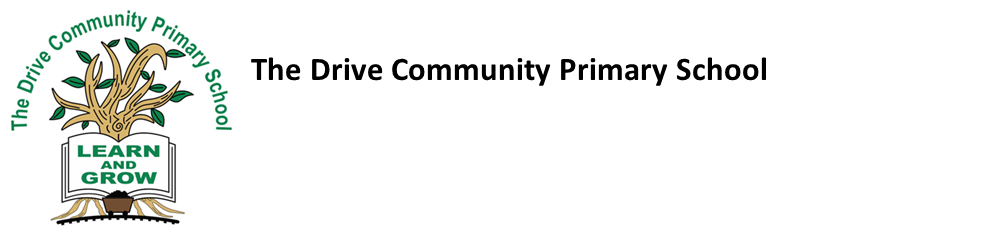 The Drive Community Primary School
LEARN
AND
GROW
The Drive Community Primary School